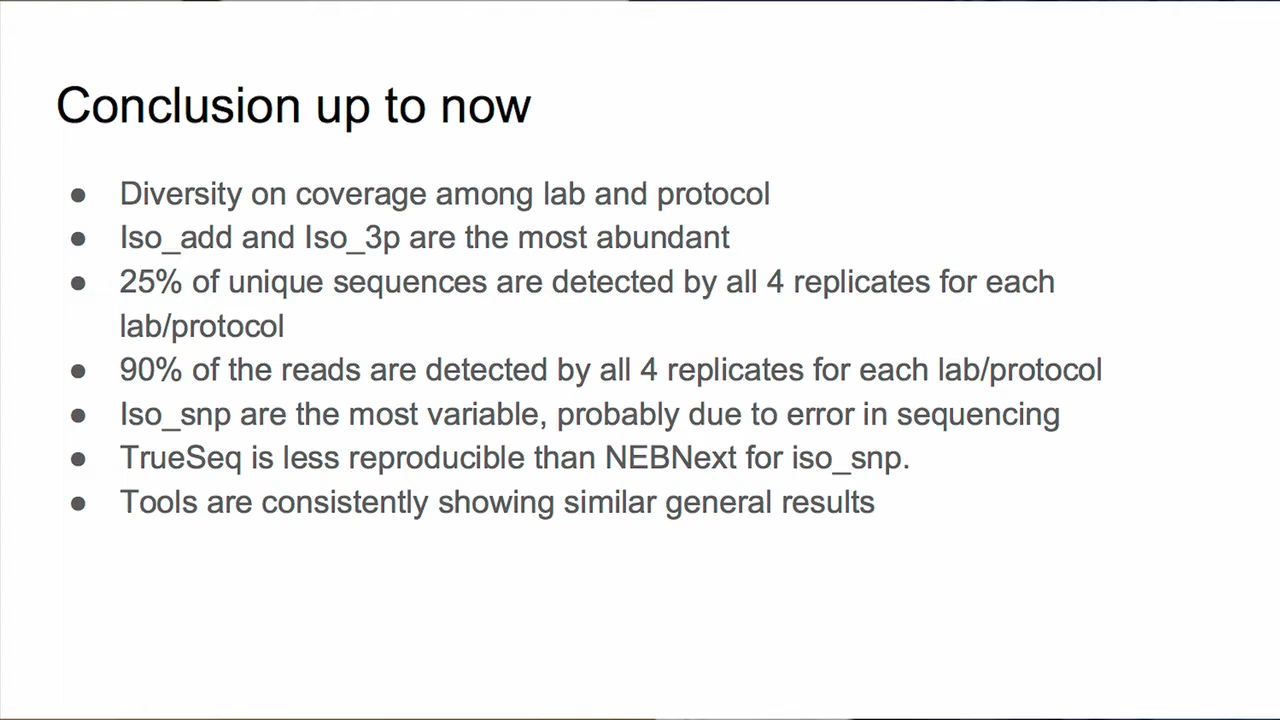 Conclusion up to now
● Diversity on coverage among lab and protocol
● Iso_add and Iso_3p are the most abundant
● 25% of unique sequences are detected by all 4 replicates for each
lab/protocol
● 90% of the reads are detected by all 4 replicates for each lab/protocol
● Iso_snp are the most variable, probably due to error in sequencing
● TrueSeq is less reproducible than NEBNext for iso_snp.
● Tools are consistently showing similar general results